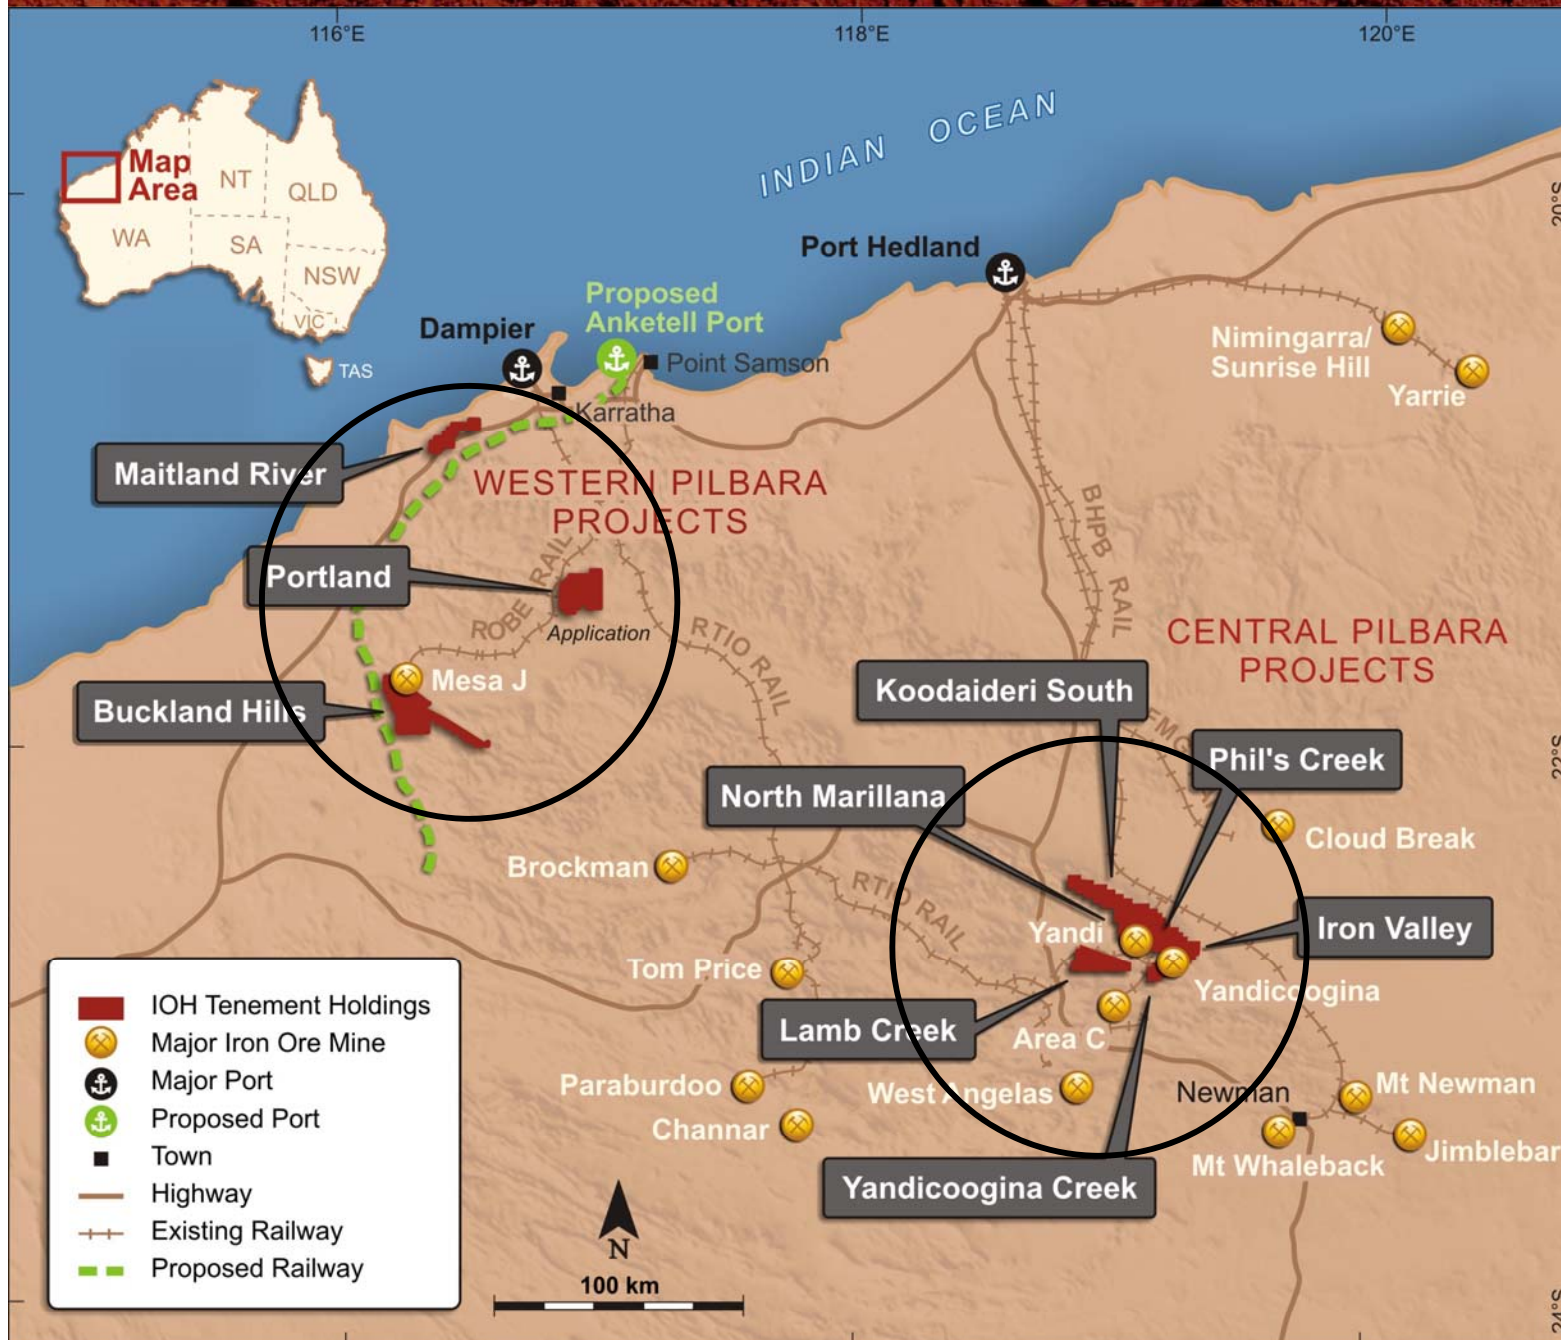 116°E
118°E
120°E
INDIAN OCEAN
Map
Area
NT
QLD
WA
SA
NSW
VIC
TAS
20°S
Port Hedland
Proposed
Anketell Port
Dampier
Point Samson
Karratha
Nimingarra/
Sunrise Hill
Yarrie
Maitland River
WESTERN PILBARA
PROJECTS
BHPB RAIL
Portland
ROBE RAIL
Application
RTIO RAIL
CENTRAL PILBARA
PROJECTS
Mesa J
Koodaideri South
Buckland Hills
FMG
22°S
Phil's Creek
North Marillana
Cloud Break
Brockman
RTIO RAIL
Iron Valley
Yandi
Tom Price
Yandicoogina
Lamb Creek
Area C
Paraburdoo
West Angelas
Newman
Mt Newman
Channar
Jimblebar
Mt Whaleback
Yandicoogina Creek
IOH Tenement Holdings
Major Iron Ore Mine
Major Port
Proposed Port
Town
Highway
Existing Railway
Proposed Railway
N
100 km
24°S